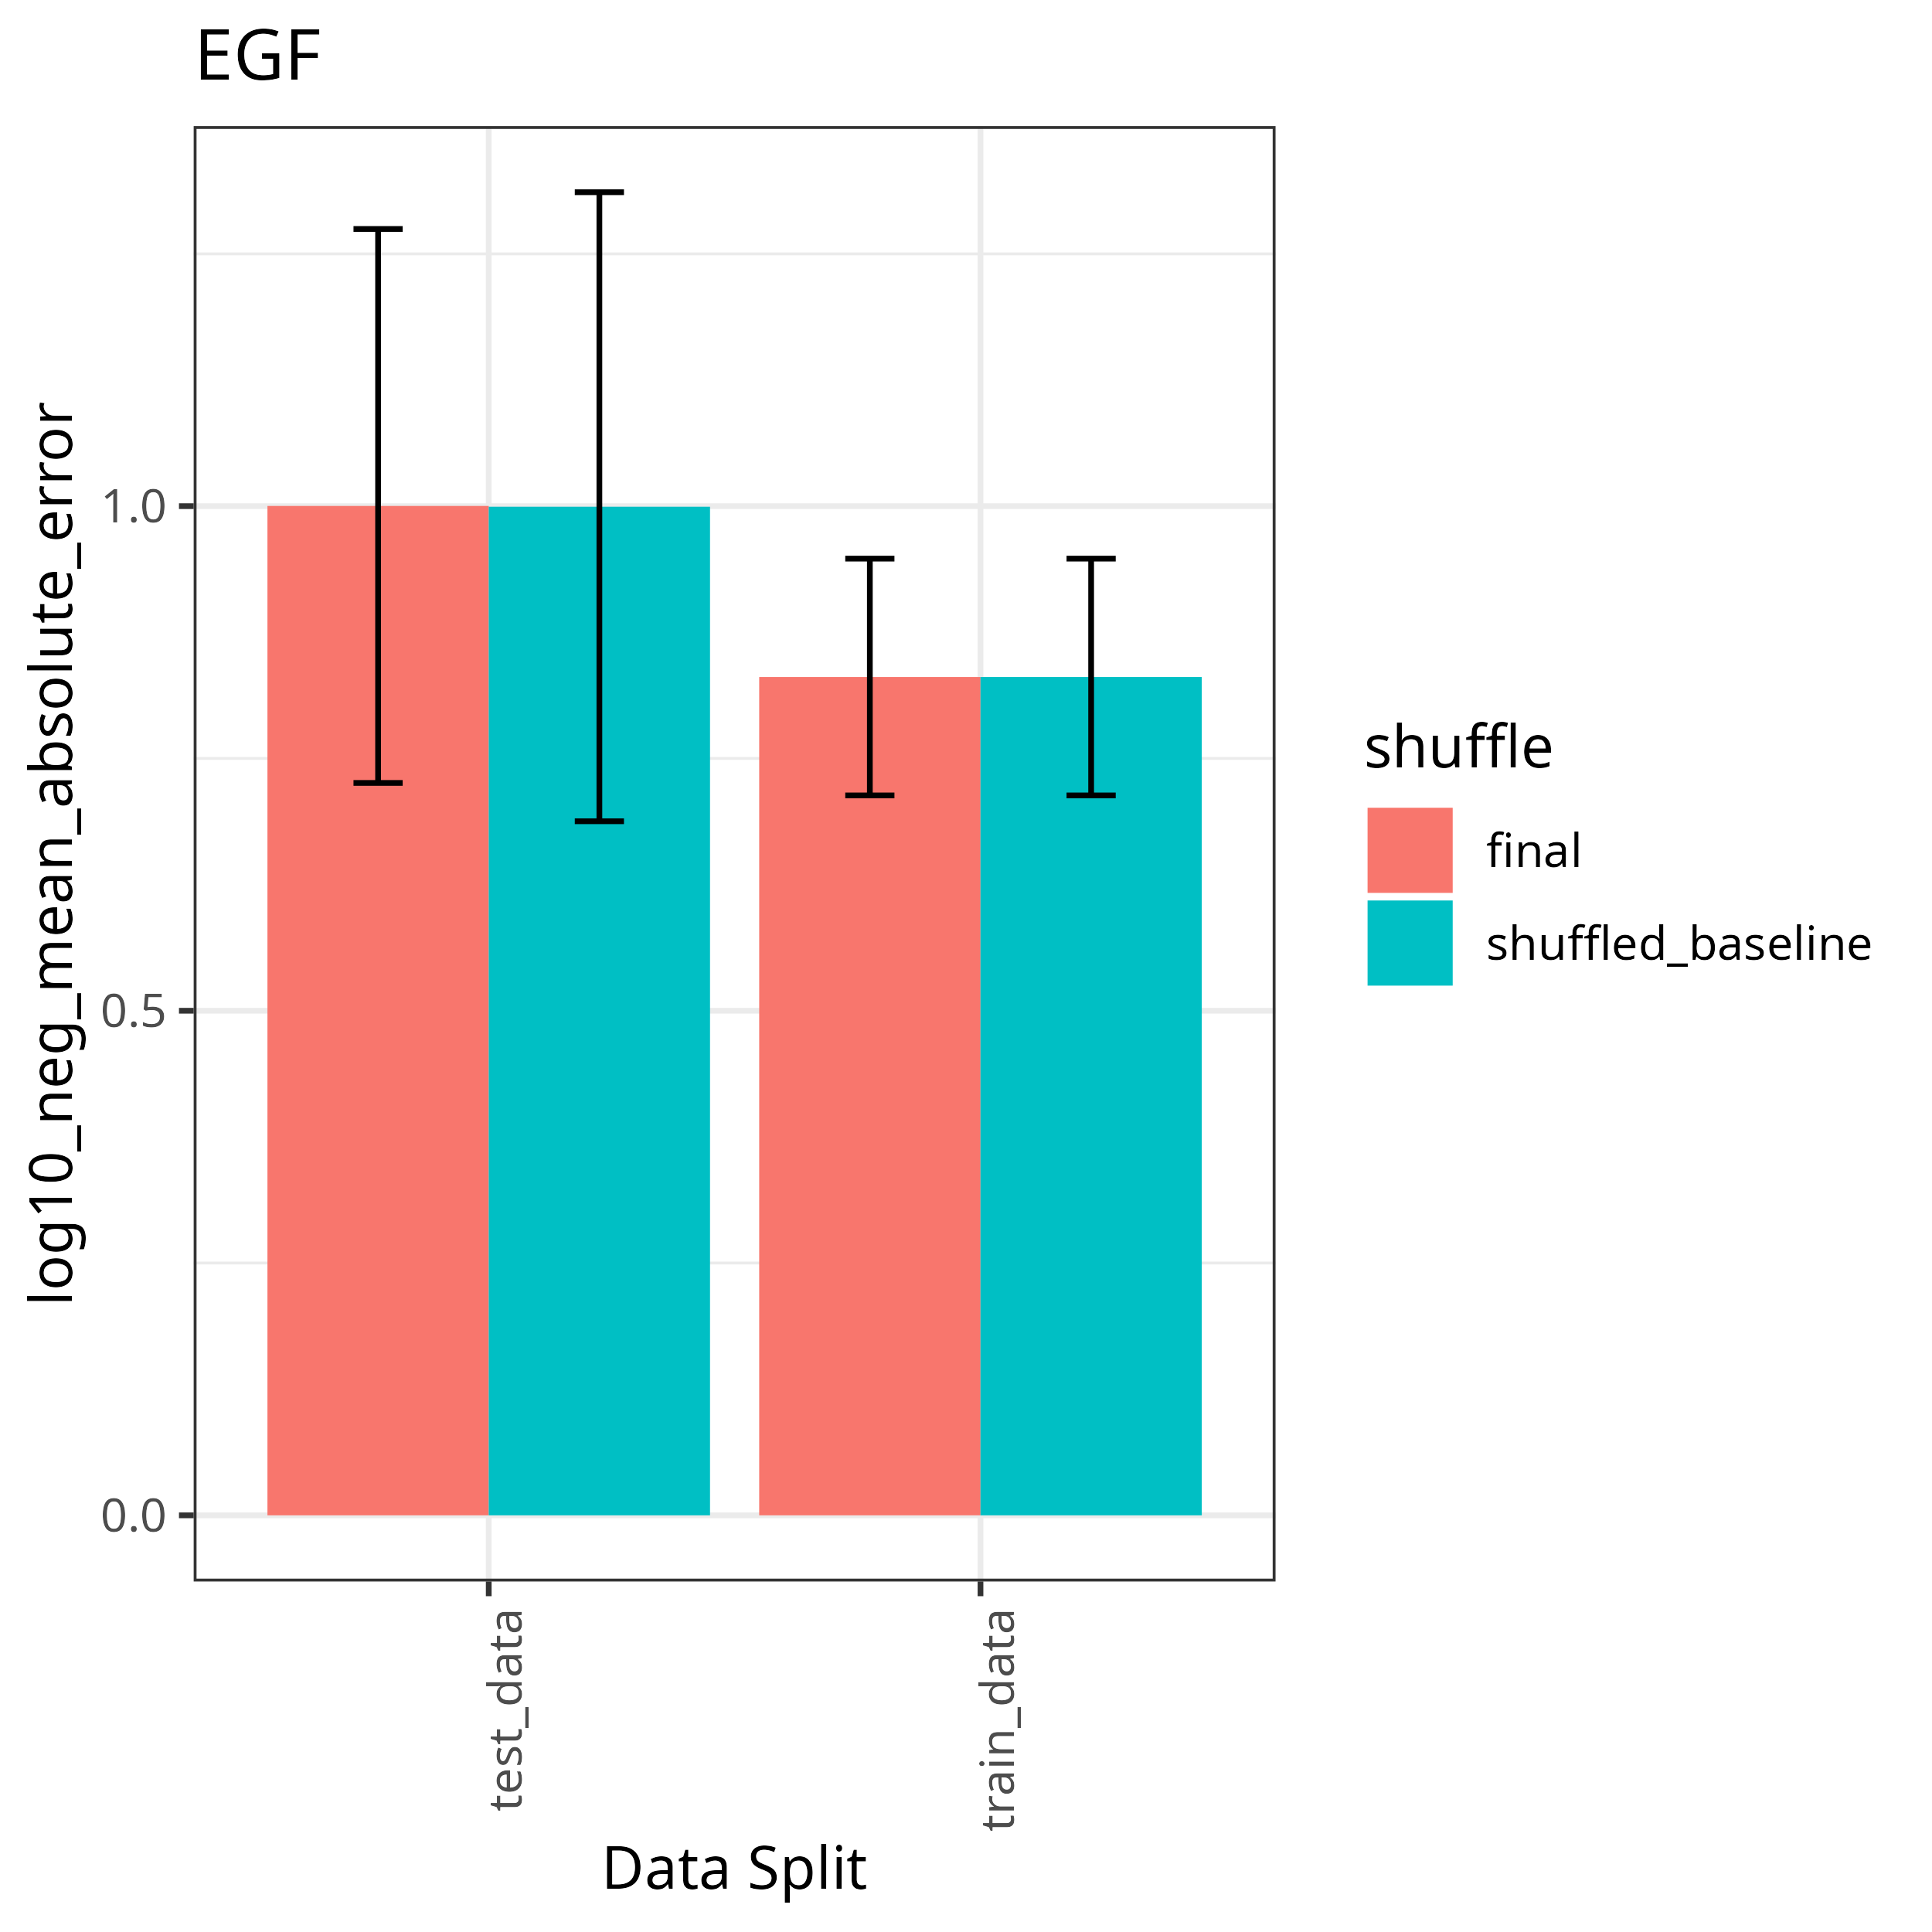 EGF
log10_neg_mean_absolute_error
1.0
0.5
0.0
test_data
train_data
Data Split
shuffle
final
shuffled_baseline